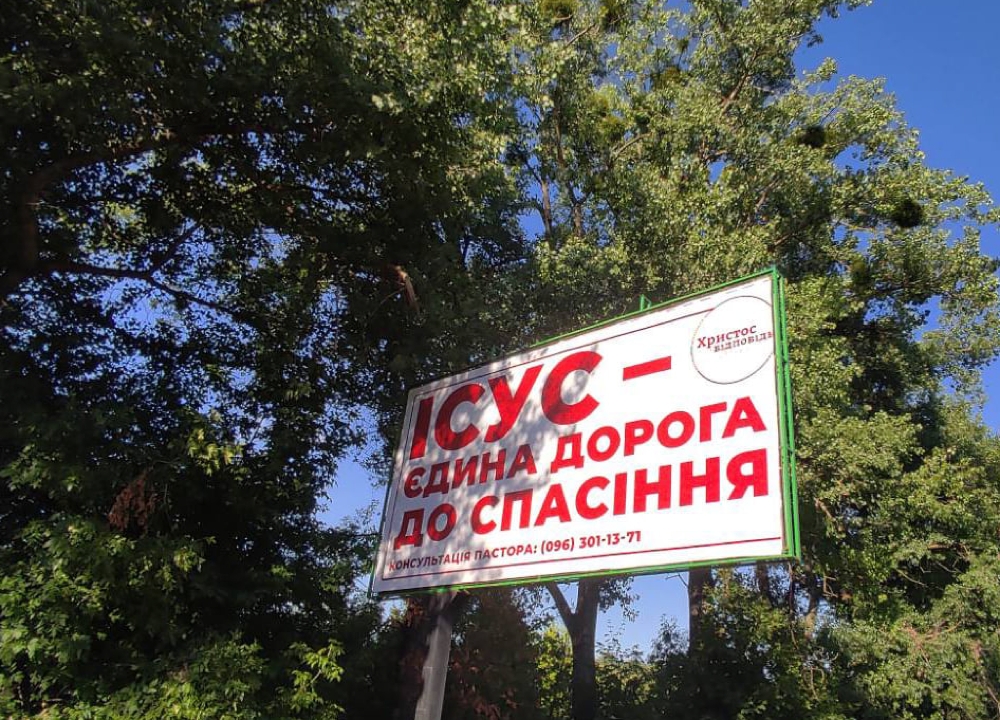 Христос
відповідь
ІСУС –
ЄДИНА ДОРОГА
ДО СПАСІННЯ
КОНСУЛЬТАЦІЯ ПАСТОРА: (096) 301-13-71